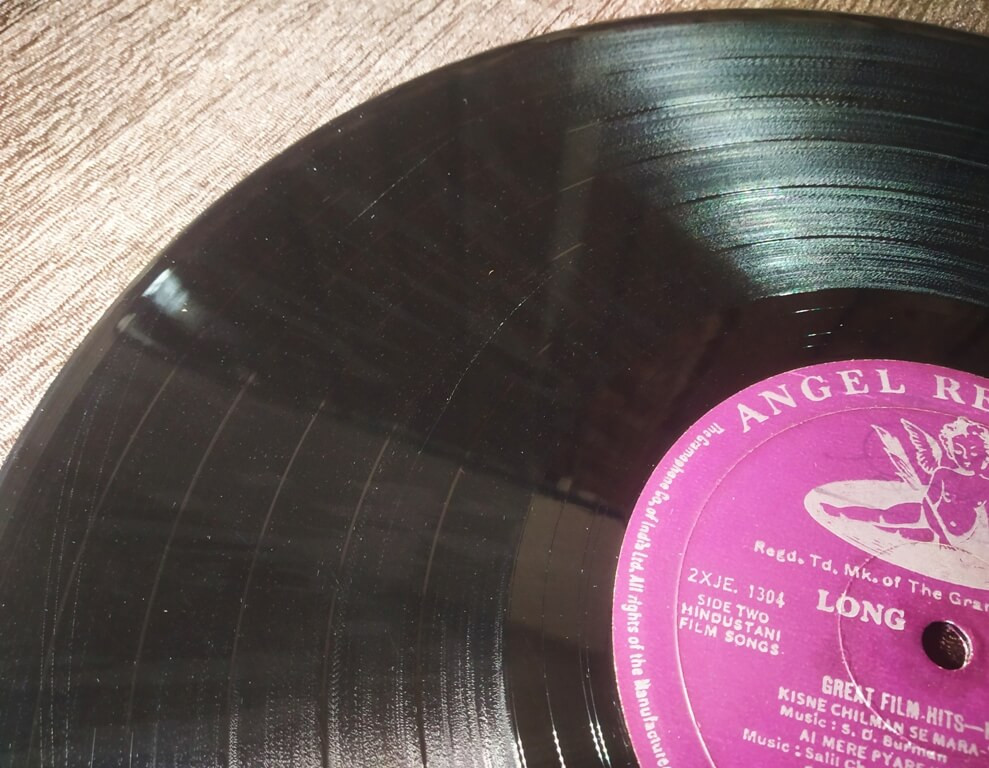 ANGEL RE
The Gramophone Co. of India Ltd. All rights of the Manufacture
Regd. Td. Mk. of The Gra
2XJE. 1304
SIDE TWO
HINDUSTANI
FILM SONGS.
LONG
GREAT FILM-HITS—
KISNE CHILMAN SE MARA-
Music : S. D. Burman
AI MERE PYARE
Music : Salil Ch